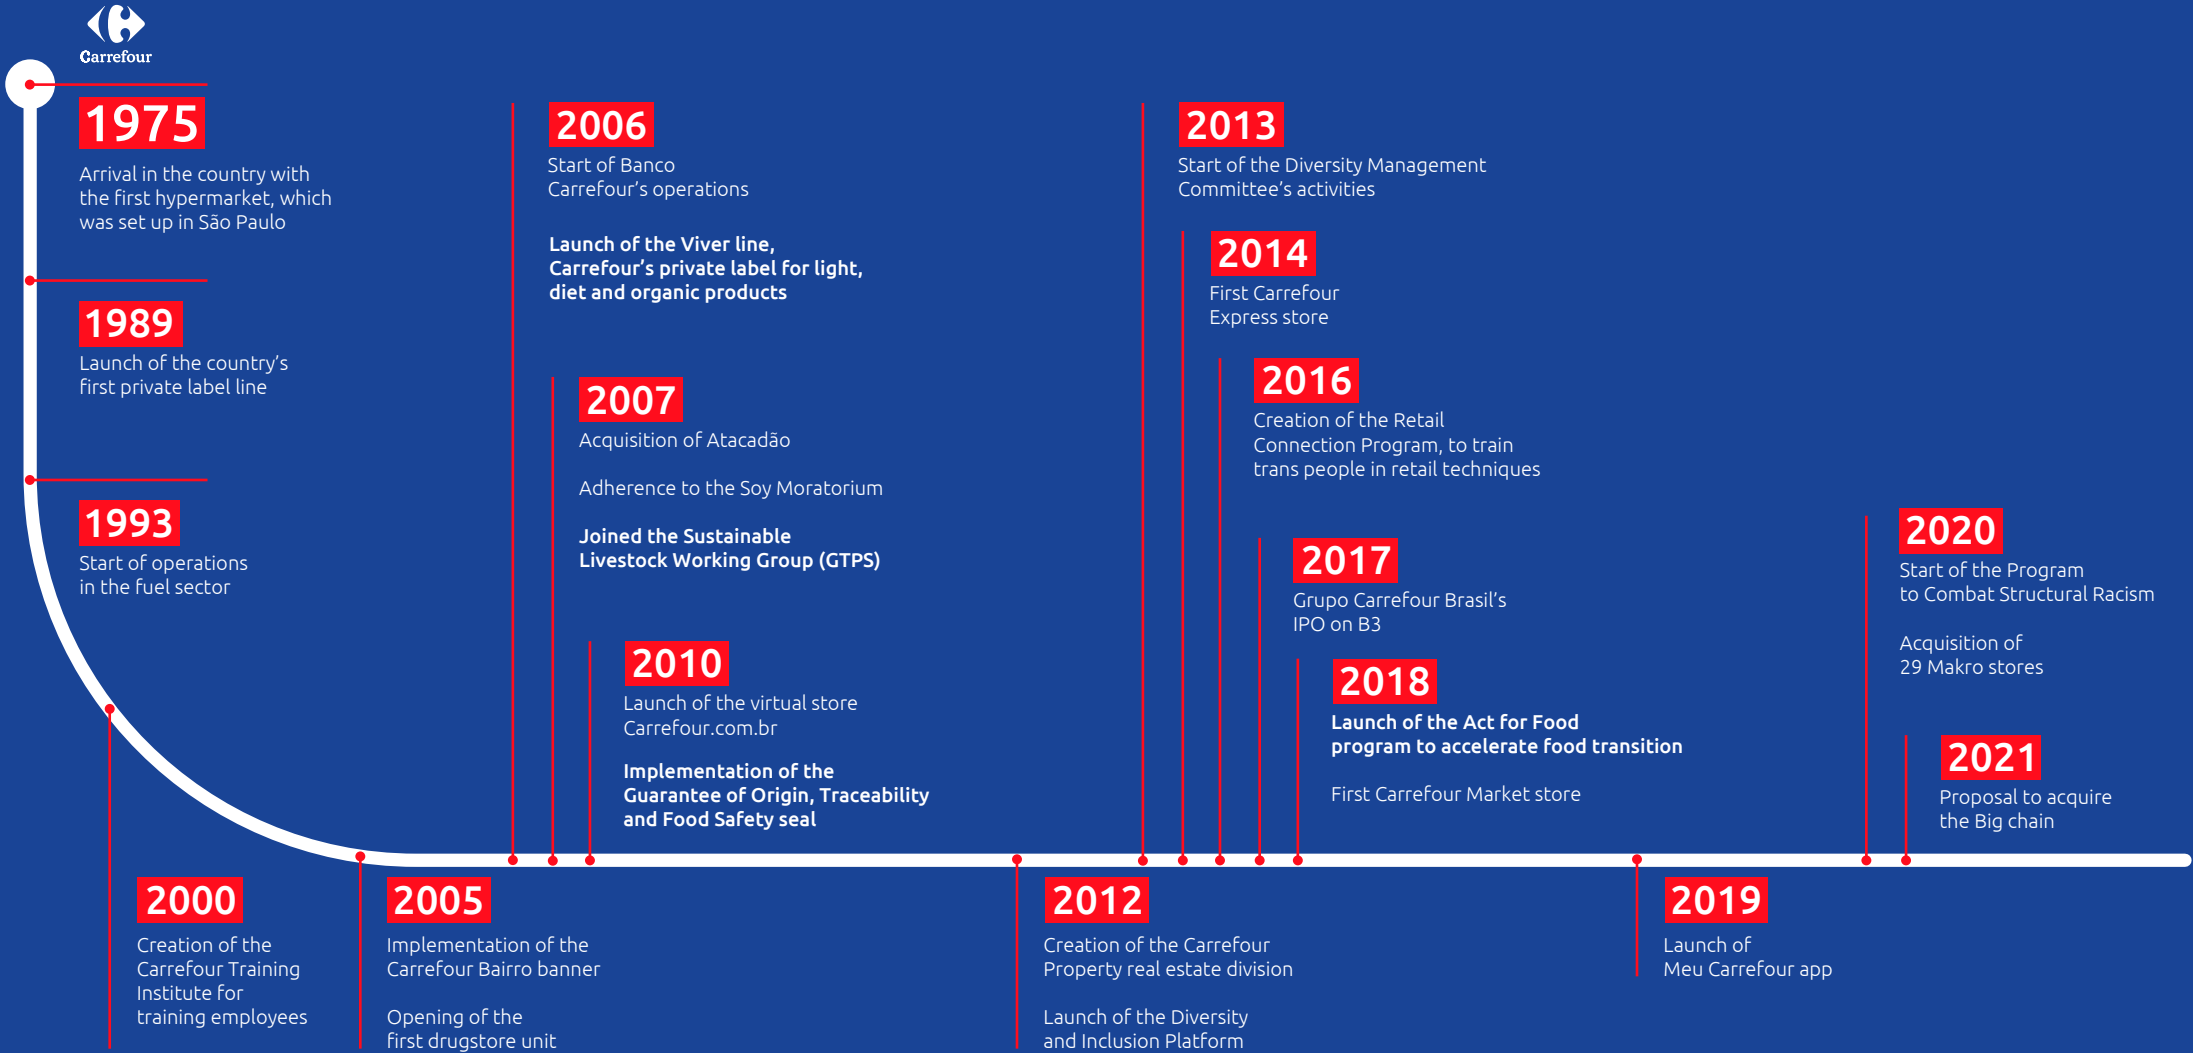 Carrefour
1975
Arrival in the country with
the first hypermarket, which
was set up in São Paulo
1989
Launch of the country's
first private label line
1993
Start of operations
in the fuel sector
2000
Creation of the
Carrefour Training
Institute for
training employees
2005
Implementation of the
Carrefour Bairro banner
Opening of the
first drugstore unit
2006
Start of Banco
Carrefour's operations
Launch of the Viver line,
Carrefour's private label for light,
diet and organic products
2007
Acquisition of Atacadão
Adherence to the Soy Moratorium
Joined the Sustainable
Livestock Working Group (GTPS)
2010
Launch of the virtual store
Carrefour.com.br
Implementation of the
Guarantee of Origin, Traceability
and Food Safety seal
2012
Creation of the Carrefour
Property real estate division
Launch of the Diversity
and Inclusion Platform
2013
Start of the Diversity Management
Committee's activities
2014
First Carrefour
Express store
2016
Creation of the Retail
Connection Program, to train
trans people in retail techniques
2017
Grupo Carrefour Brasil's
IPO on B3
2018
Launch of the Act for Food
program to accelerate food transition
First Carrefour Market store
2019
Launch of
Meu Carrefour app
2020
Start of the Program
to Combat Structural Racism
Acquisition of
29 Makro stores
2021
Proposal to acquire
the Big chain